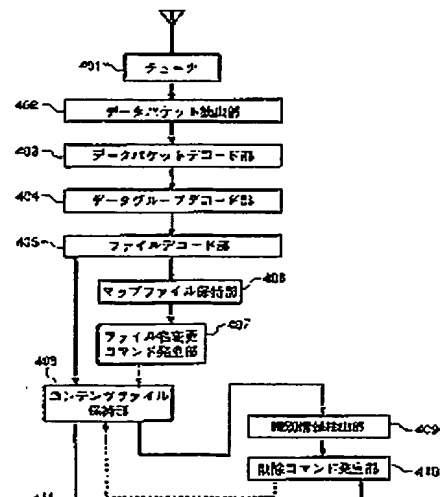 401 チューナ
402 データパケット抽出部
403 データパケットデコード部
404 データグループデコード部
405 ファイルデコード部
マップファイル保持部 406
ファイル名変更 407
コマンド発生部
408
コンテンツファイル
保持部
抽出部 409
削除コマンド発生部 410
411